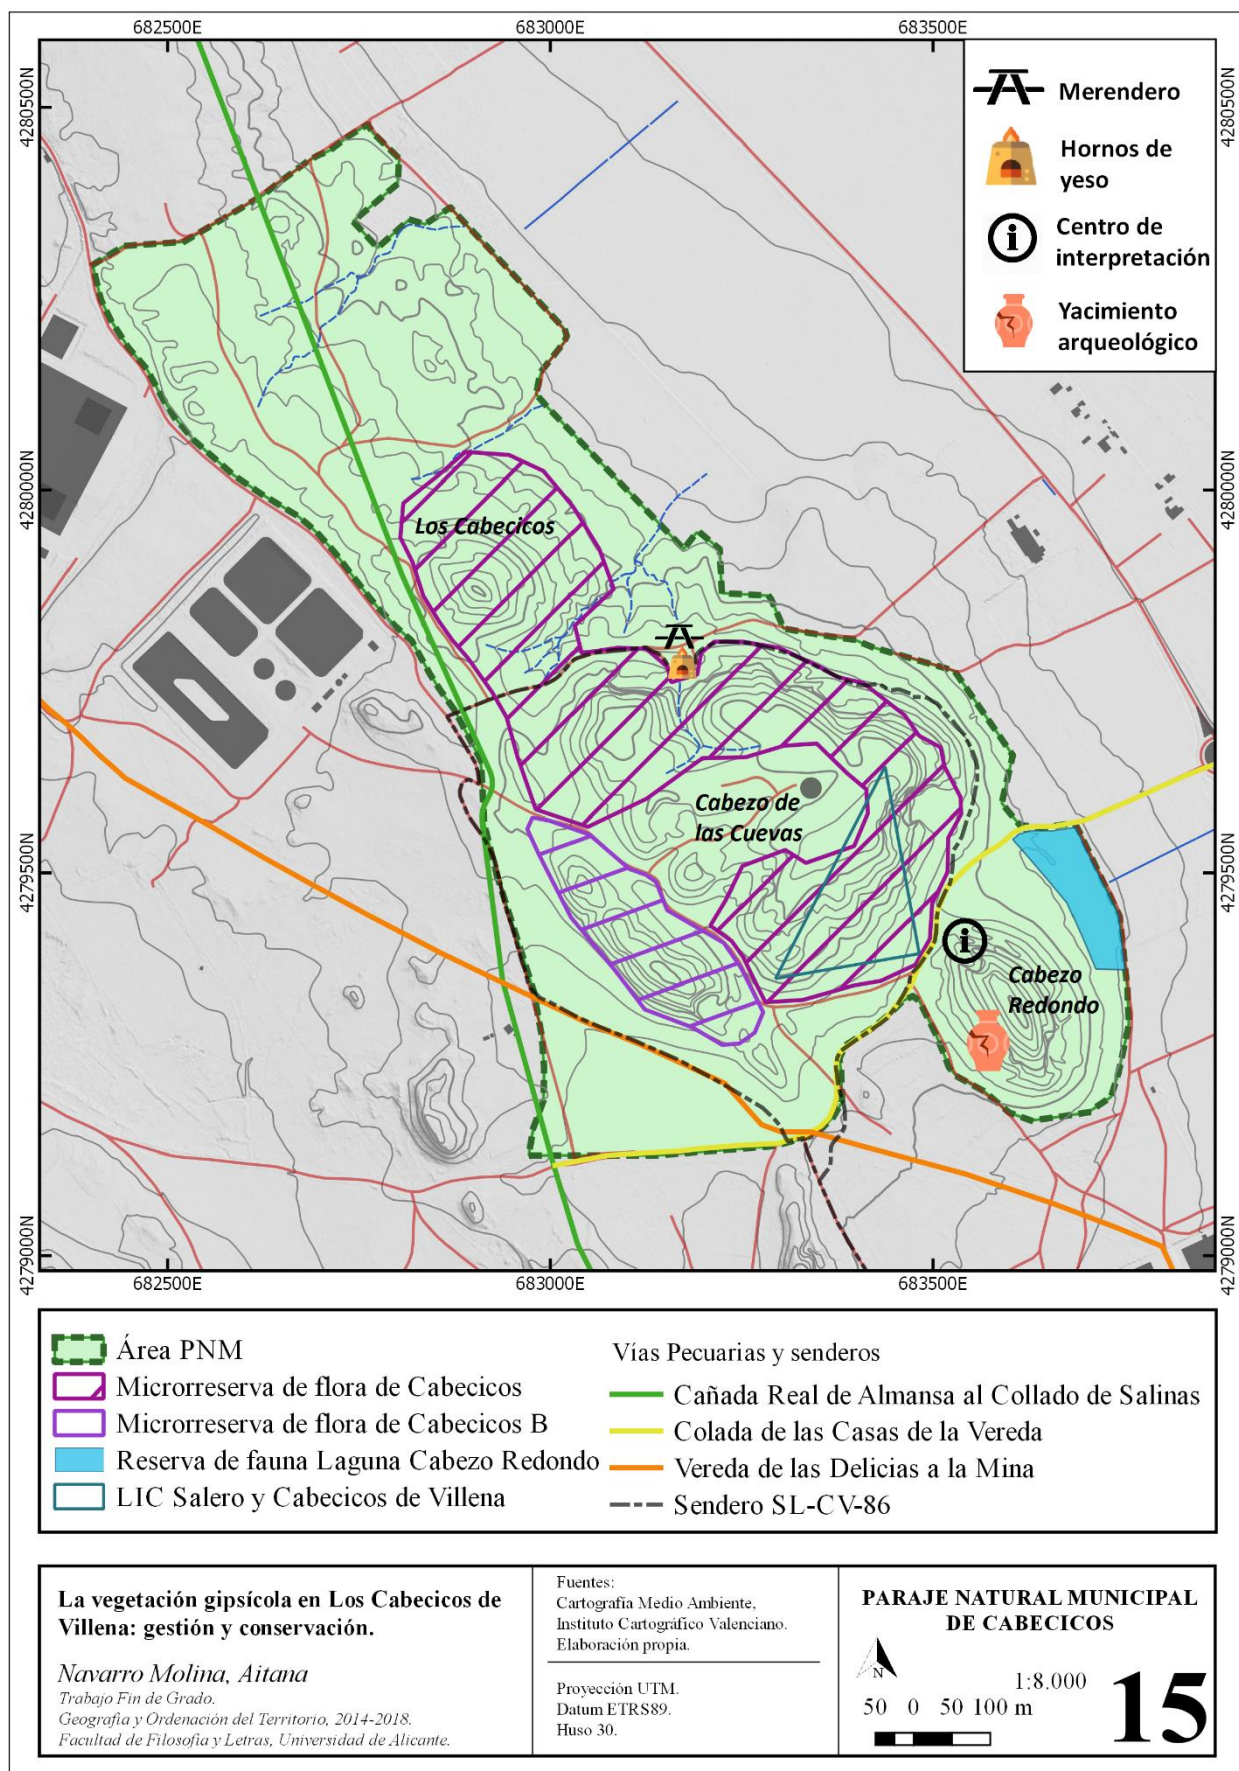 682500E
683000E
683500E
4280500N
4280500N
Merendero
Hornos de
yeso
Centro de
interpretación
Yacimiento
arqueológico
4280000N
4280000N
Los Cabecicos
Cabezo de
las Cuevas
4279500N
4279500N
Cabezo
Redondo
4279000N
4279000N
682500E
683000E
683500E
Área PNM
Microrreserva de flora de Cabecicos
Microrreserva de flora de Cabecicos B
Reserva de fauna Laguna Cabezo Redondo
LIC Salero y Cabecicos de Villena
Vías Pecuarias y senderos
Cañada Real de Almansa al Collado de Salinas
Colada de las Casas de la Vereda
Vereda de las Delicias a la Mina
Sendero SL-CV-86
La vegetación gipsícola en Los Cabecicos de
Villena: gestión y conservación.
Navarro Molina, Aitana
Trabajo Fin de Grado.
Geografía y Ordenación del Territorio, 2014-2018.
Facultad de Filosofía y Letras, Universidad de Alicante.
Fuentes:
Cartografía Medio Ambiente,
Instituto Cartográfico Valenciano.
Elaboración propia.
Proyección UTM.
Datum ETRS89.
Huso 30.
PARAJE NATURAL MUNICIPAL
DE CABECICOS
N
1:8.000
50 0 50 100 m
15